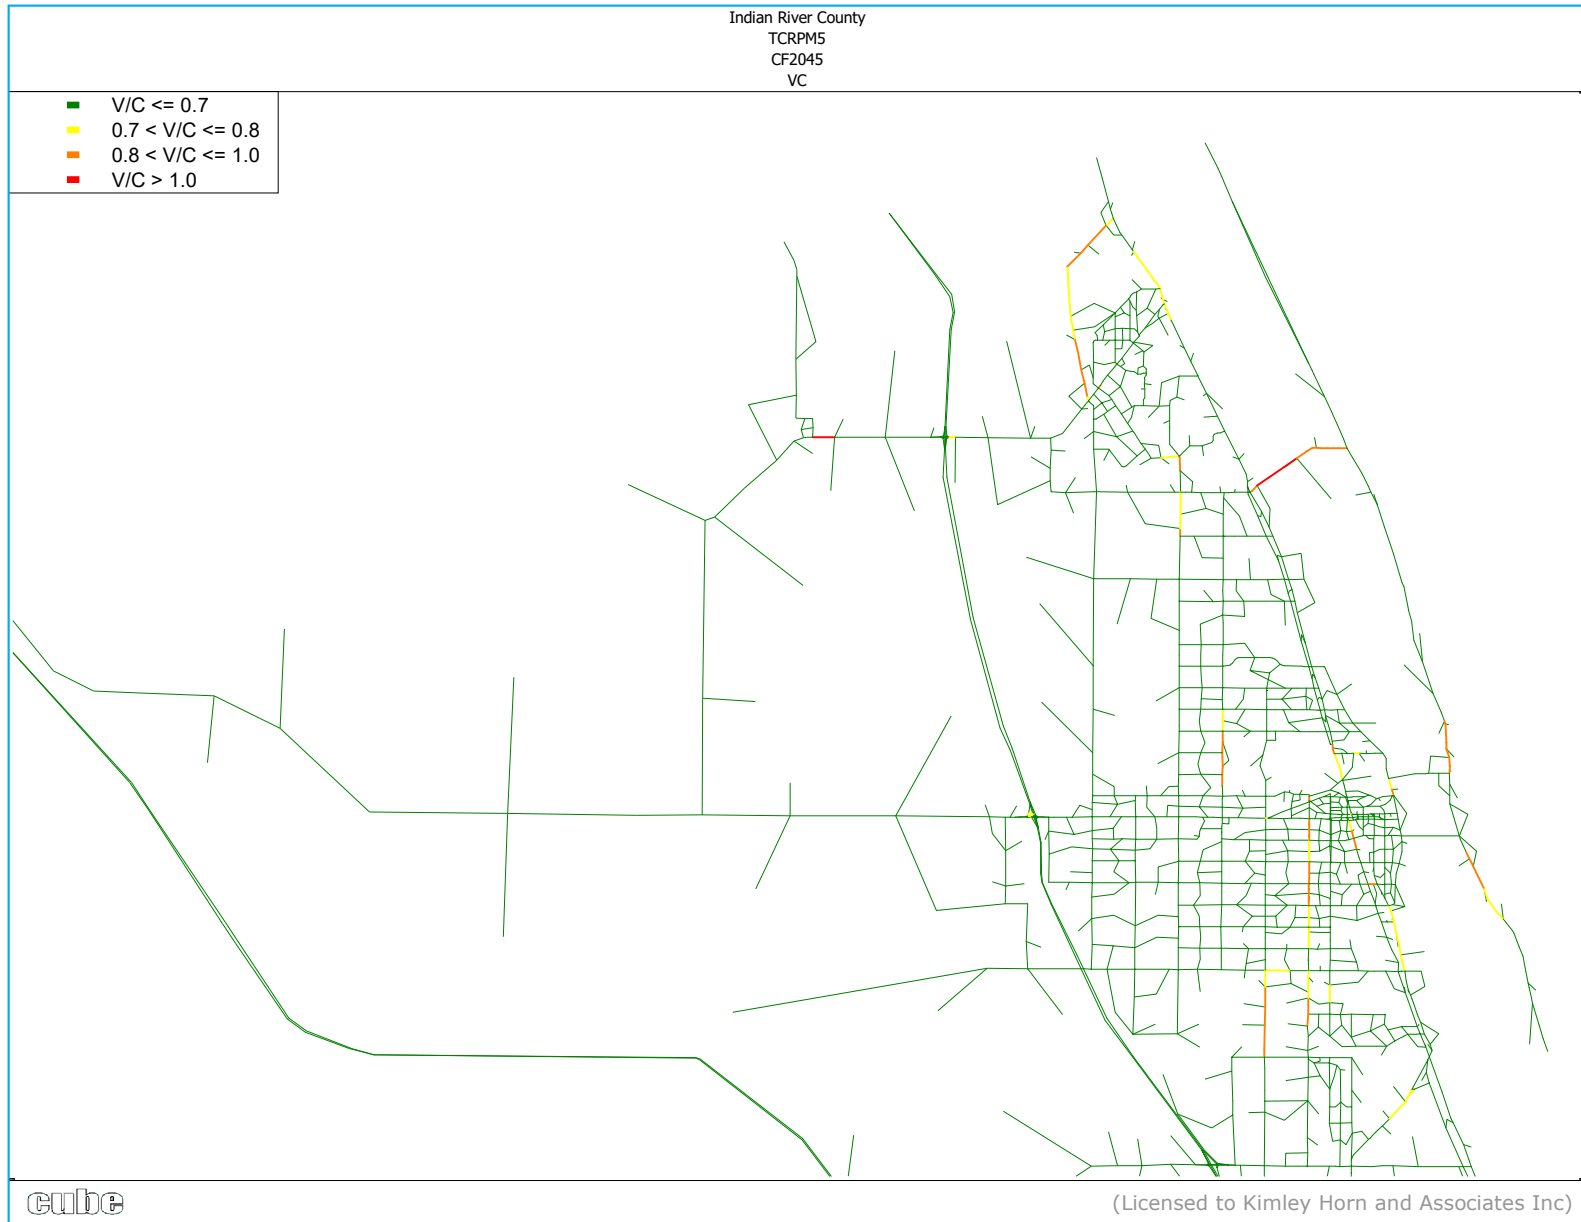 Indian River County
TCRPM5
CF2045
VC
V/C <= 0.7
0.7 < V/C <= 0.8
0.8 < V/C <= 1.0
V/C > 1.0
cube
(Licensed to Kimley Horn and Associates Inc)